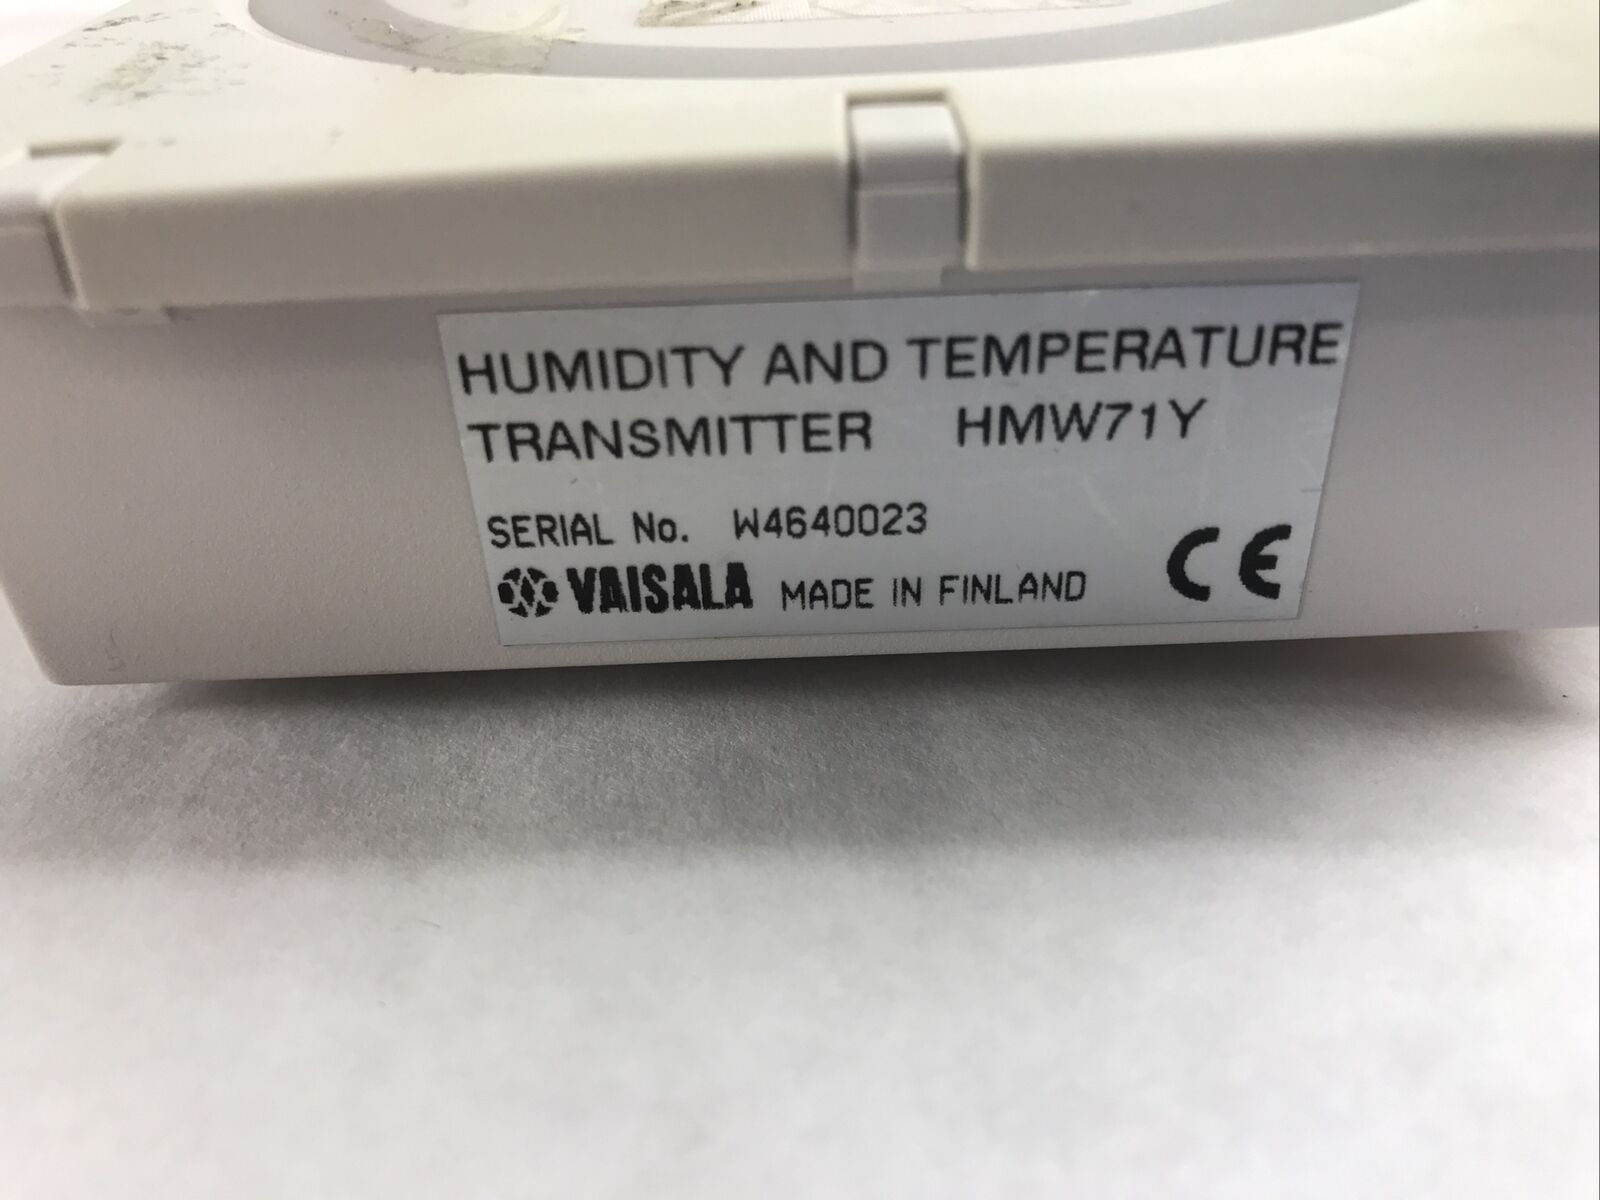 HUMIDITY AND TEMPERATURE
TRANSMITTER HMW71Y
SERIAL No. W4640023
VAISALA MADE IN FINLAND CE